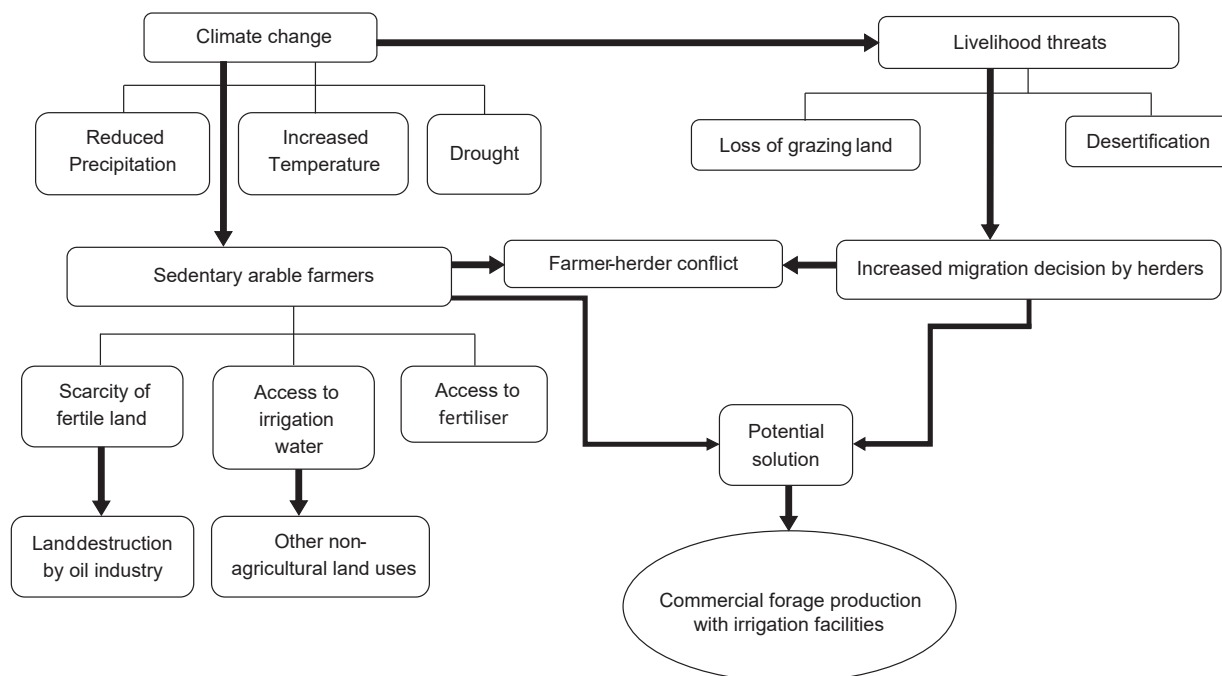 Climate change
Livelihood threats
Reduced
Precipitation
Increased
Temperature
Drought
Loss of grazing land
Desertification
Sedentary arable farmers
Farmer-herder conflict
Increased migration decision by herders
Scarcity of
fertile land
Access to
irrigation
water
Access to
fertiliser
Potential
solution
Land destruction
by oil industry
Other non-
agricultural land uses
Commercial forage production
with irrigation facilities